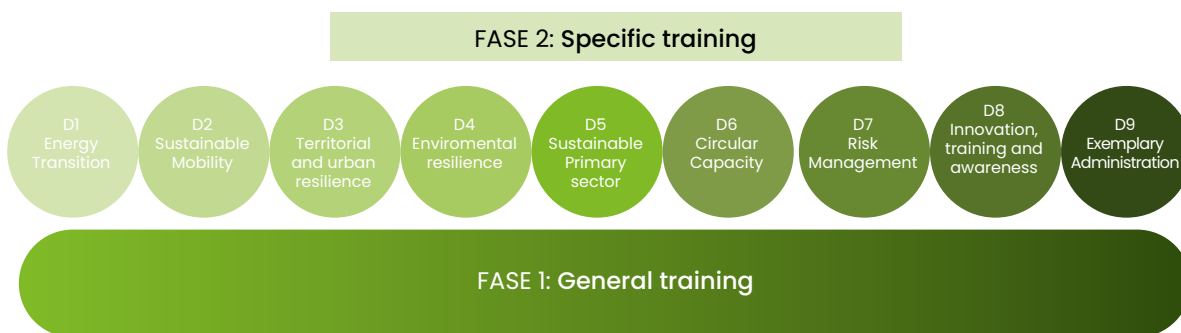 FASE 2: Specific training
D1
Energy
Transition
D2
Sustainable
Mobility
D3
Territorial
and urban
resilience
D4
Enviromental
resilience
D5
Sustainable
Primary
sector
D6
Circular
Capacity
D7
Risk
Management
D8
Innovation,
training and
awareness
D9
Exemplary
Administration
FASE 1: General training